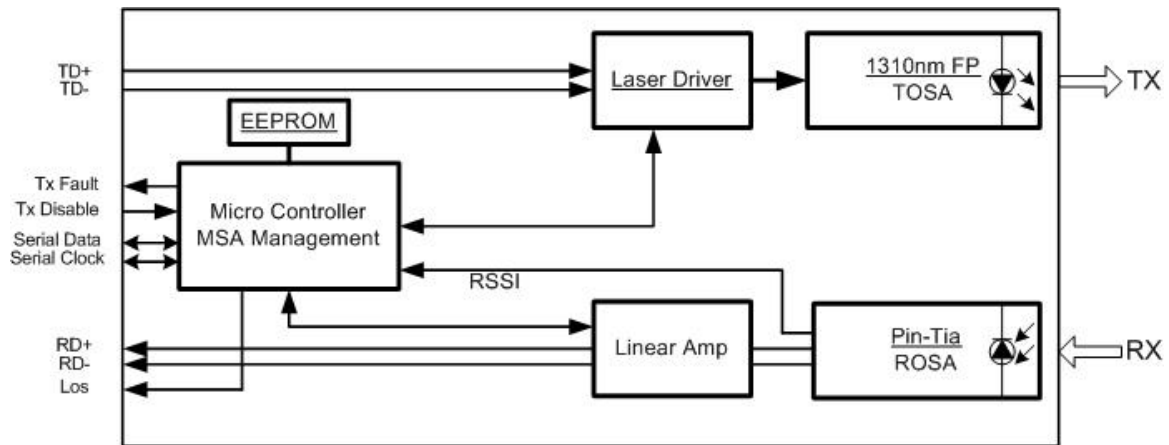 TD+
TD-
Laser Driver
1310nm FP
TOSA
TX
EEPROM
Tx Fault
Tx Disable
Serial Data
Serial Clock
Micro Controller
MSA Management
RSSI
RD+
RD-
Los
Linear Amp
Pin-Tia
ROSA
RX